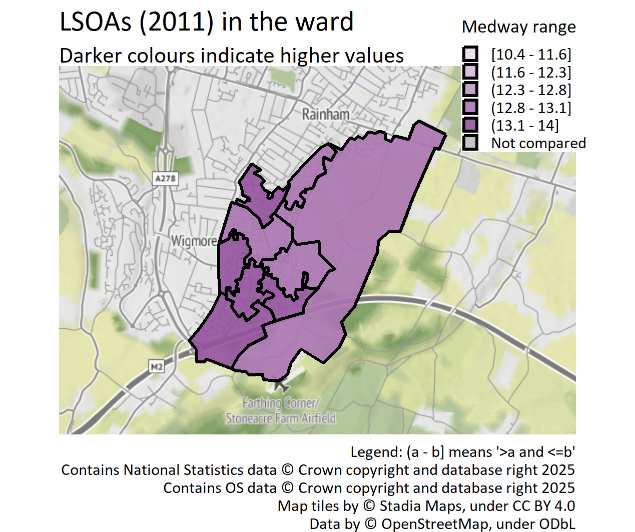 LSOAs (2011) in the ward
Darker colours indicate higher values
Medway range
[10.4 - 11.6]
(11.6 - 12.3]
(12.3 - 12.8]
(12.8 - 13.1]
(13.1 - 14]
Not compared
Rainham
A278
Wigmore
M2
Farthing Corner/
Stoneacre Farm Airfield
Legend: (a - b] means '>a and <=b'
Contains National Statistics data © Crown copyright and database right 2025
Contains OS data © Crown copyright and database right 2025
Map tiles by © Stadia Maps, under CC BY 4.0
Data by © OpenStreetMap, under ODbL